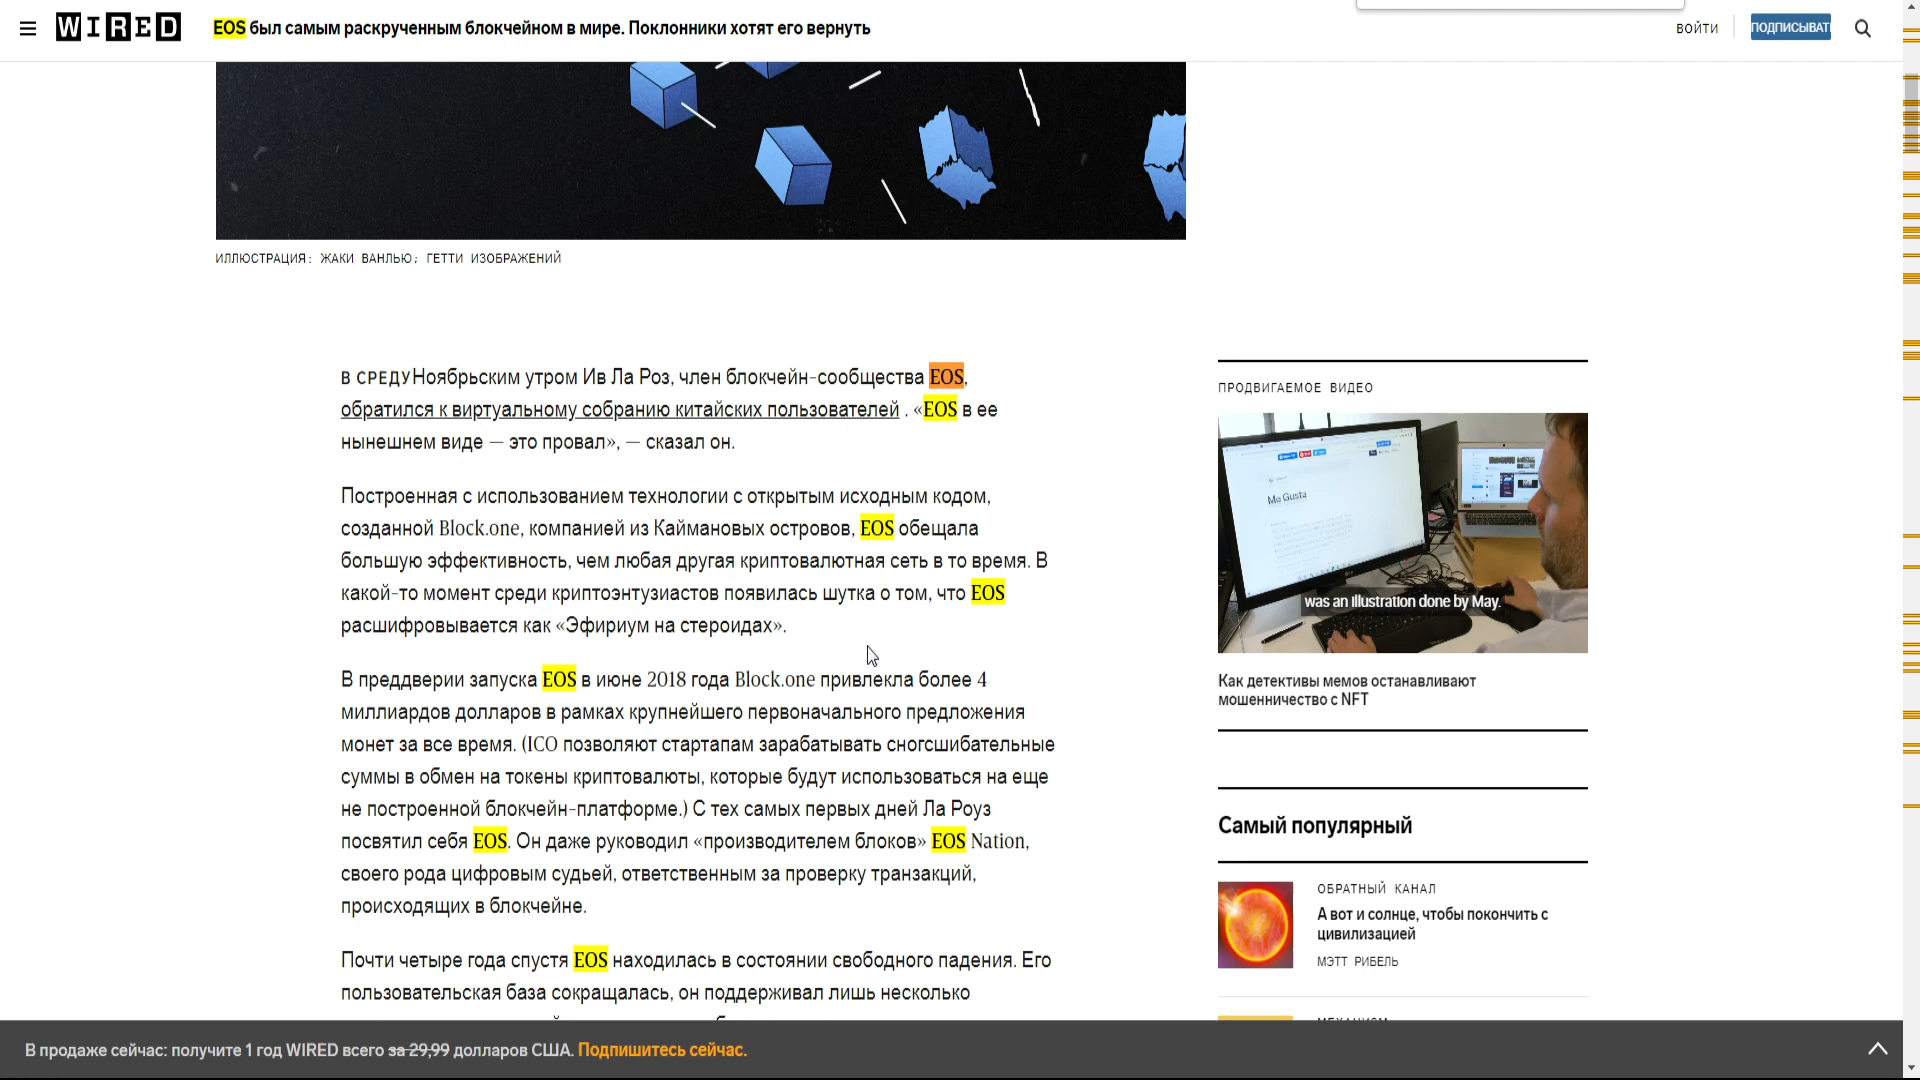 WIRED
EOS был самым раскрученным блокчейном в мире. Поклонники хотят его вернуть
ВОЙТИ
ПОДПИСЫВАТ
ИЛЛЮСТРАЦИЯ: ЖАКИ ВАНЛЬЮ; ГЕТТИ ИЗОБРАЖЕНИЙ
В СРЕДУНоябрьским утром Ив Ла Роз, член блокчейн-сообщества EOS,
обратился к виртуальному собранию китайских пользователей . «EOS в ее
нынешнем виде — это провал», — сказал он.
Построенная с использованием технологии с открытым исходным кодом,
созданной Block.one, компанией из Каймановых островов, EOS обещала
большую эффективность, чем любая другая криптовалютная сеть в то время. В
какой-то момент среди криптоэнтузиастов появилась шутка о том, что EOS
расшифровывается как «Эфириум на стероидах».
В преддверии запуска EOS в июне 2018 года Block.one привлекла более 4
миллиардов долларов в рамках крупнейшего первоначального предложения
монет за все время. (ICO позволяют стартапам зарабатывать сногсшибательные
суммы в обмен на токены криптовалюты, которые будут использоваться на еще
не построенной блокчейн-платформе.) С тех самых первых дней Ла Роуз
посвятил себя EOS. Он даже руководил «производителем блоков» EOS Nation,
своего рода цифровым судьей, ответственным за проверку транзакций,
происходящих в блокчейне.
Почти четыре года спустя EOS находилась в состоянии свободного падения. Его
пользовательская база сокращалась, он поддерживал лишь несколько
ПРОДВИГАЕМОЕ ВИДЕО
Me Gusta
was an illustration done by May.
Как детективы мемов останавливают
мошенничество с NFT
Самый популярный
ОБРАТНЫЙ КАНАЛ
А вот и солнце, чтобы покончить с
цивилизацией
МЭТТ РИБЕЛЬ
МЕХАНИЗМ
В продаже сейчас: получите 1 год WIRED всего за 29,99 долларов США. Подпишитесь сейчас.